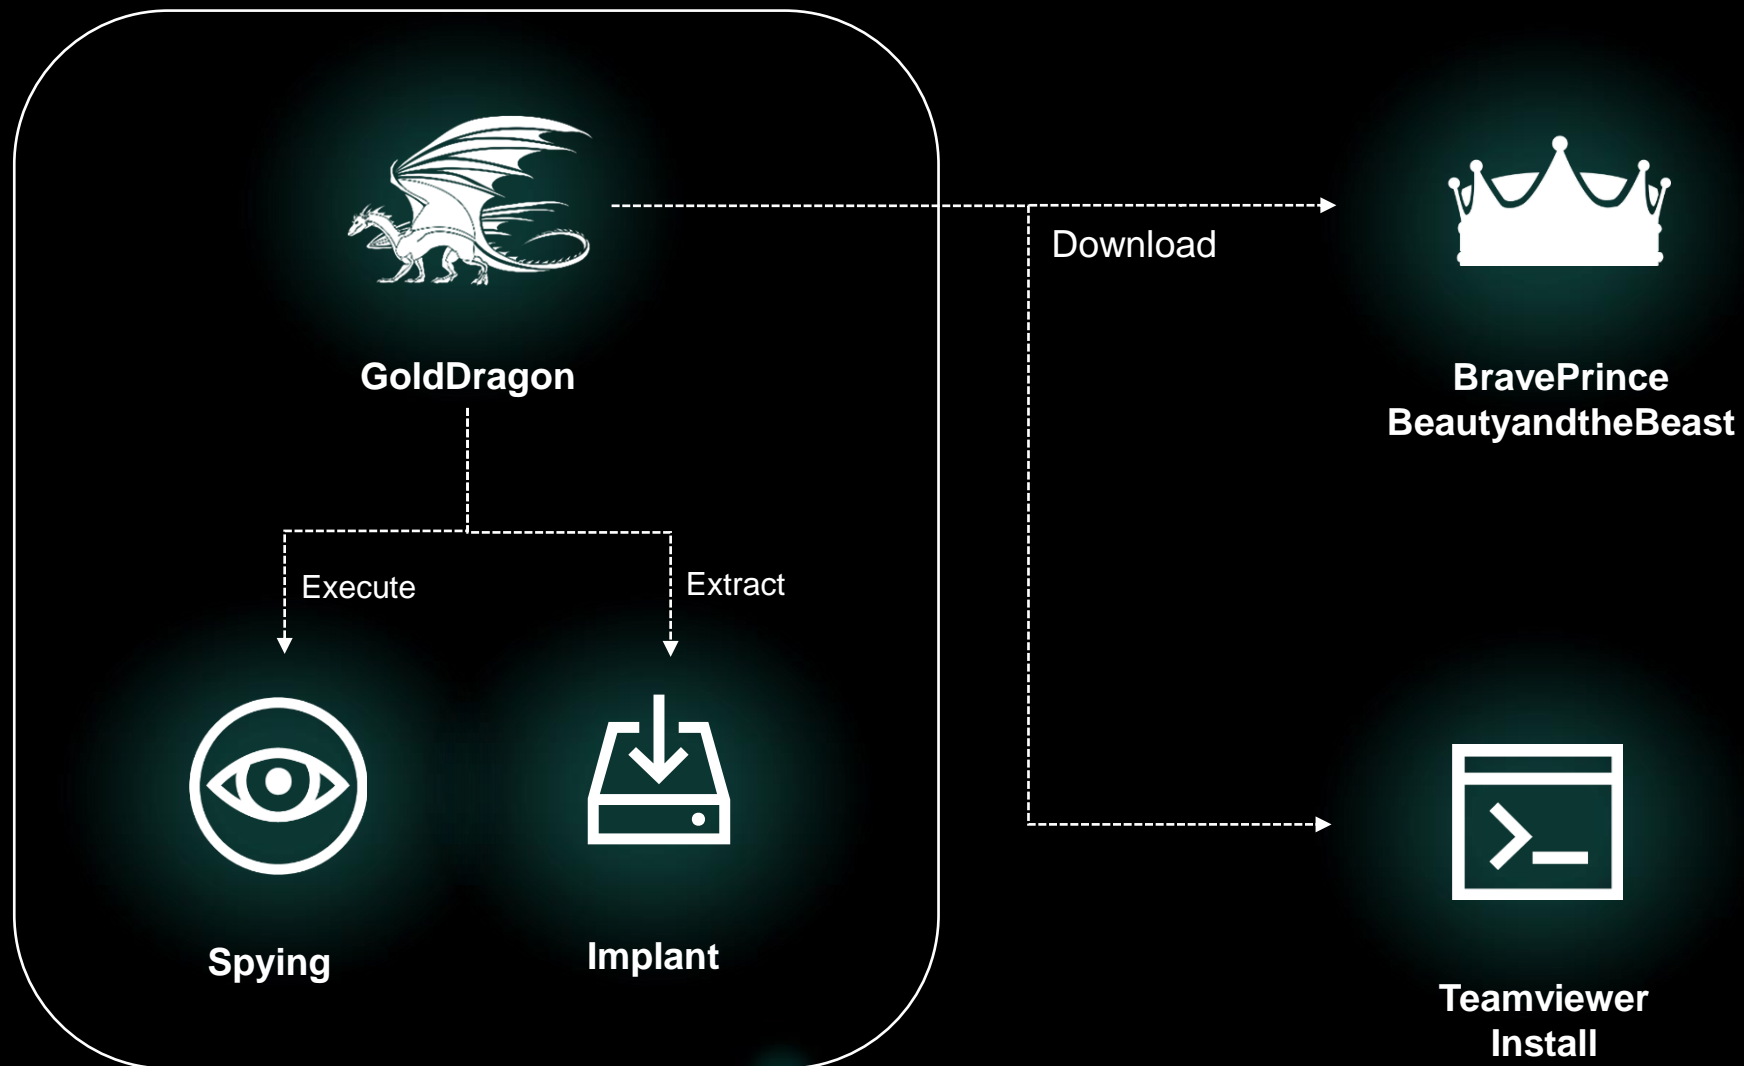 Download
GoldDragon
BravePrince
BeautyandtheBeast
Execute
Extract
Spying
Implant
Teamviewer
Install